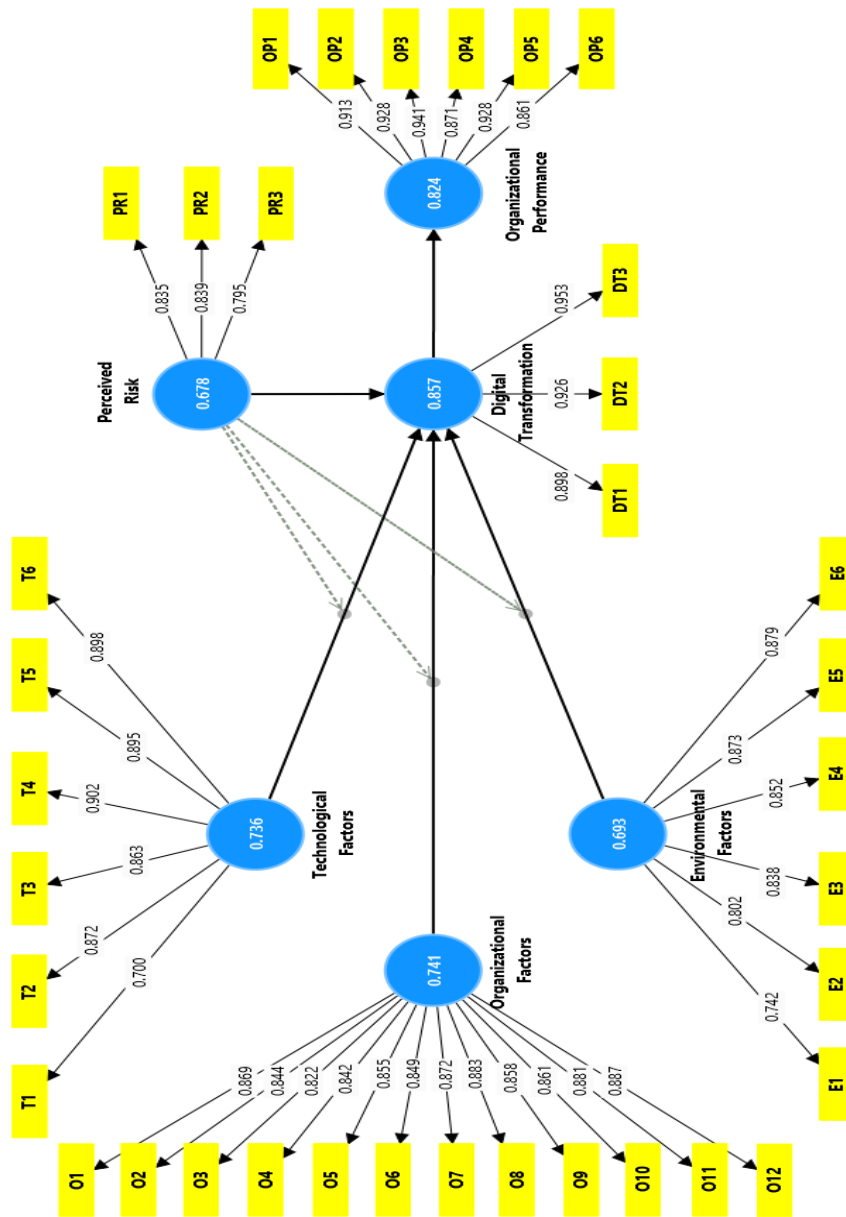 T1
T2
T3
T4
T5
T6
0.700
0.872
0.863
0.902
0.895
0.898
0.736
Technological
Factors
O1
O2
O3
O4
O5
O6
O7
O8
O9
O10
O11
O12
0.869
0.844
0.822
0.842
0.855
0.849
0.872
0.883
0.858
0.861
0.881
0.887
0.741
Organizational
Factors
0.693
Environmental
Factors
0.742
0.802
0.838
0.852
0.873
0.879
E1
E2
E3
E4
E5
E6
PR1
PR2
PR3
0.835
0.839
0.795
Perceived
Risk
0.678
0.857
Digital
Transformation
0.898
0.926
0.953
DT1
DT2
DT3
OP1
OP2
OP3
OP4
OP5
OP6
0.913
0.928
0.941
0.871
0.928
0.861
0.824
Organizational
Performance